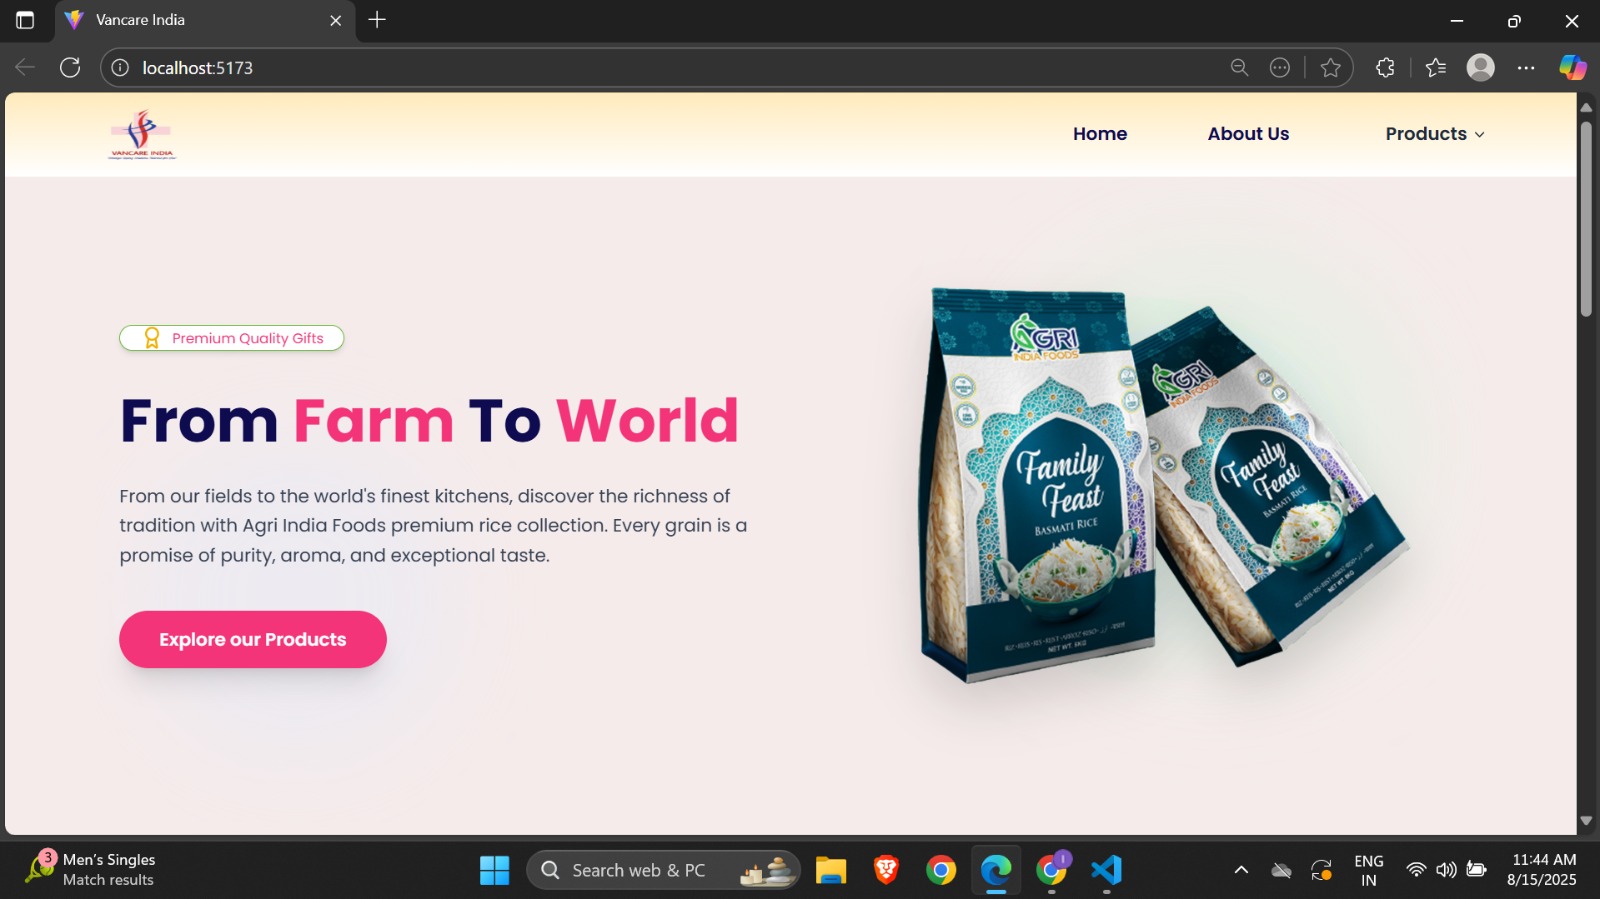 Vancare India
localhost:5173
VANCARE INDIA
Home
About Us
Products
Premium Quality Gifts
From Farm To World
From our fields to the world's finest kitchens, discover the richness of
tradition with Agri India Foods premium rice collection. Every grain is a
promise of purity, aroma, and exceptional taste.
Explore our Products
AGRI
INDIA FOODS
Family
Feast
BASMATI RICE
NET WT. 5KG
AGRI
INDIA FOODS
Family
Feast
BASMATI RICE
3
Men's Singles
Match results
Search web & PC
ENG
IN
11:44 AM
8/15/2025